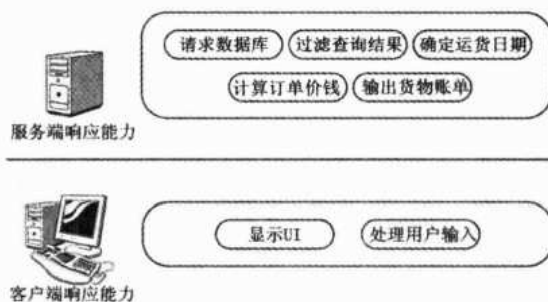 请求数据库 过滤查询结果 确定运货日期
计算订单价钱 输出货物账单
服务端响应能力
显示UI 处理用户输入
客户端响应能力